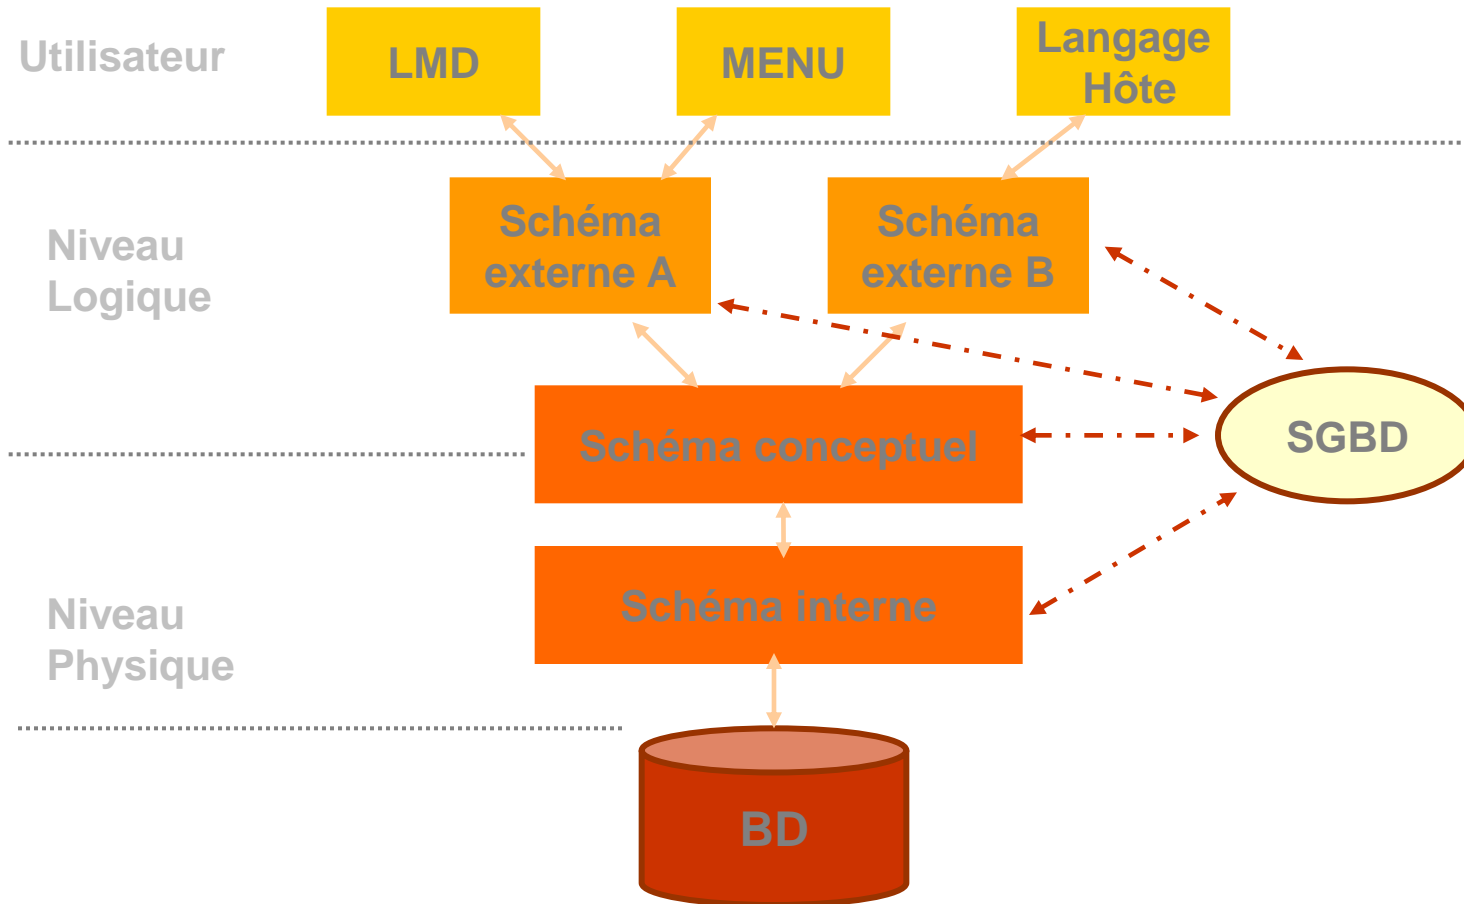 Utilisateur
LMD
MENU
Langage
Hôte
Niveau
Logique
Schéma
externe A
Schéma
externe B
Schéma conceptuel
SGBD
Niveau
Physique
Schéma interne
BD